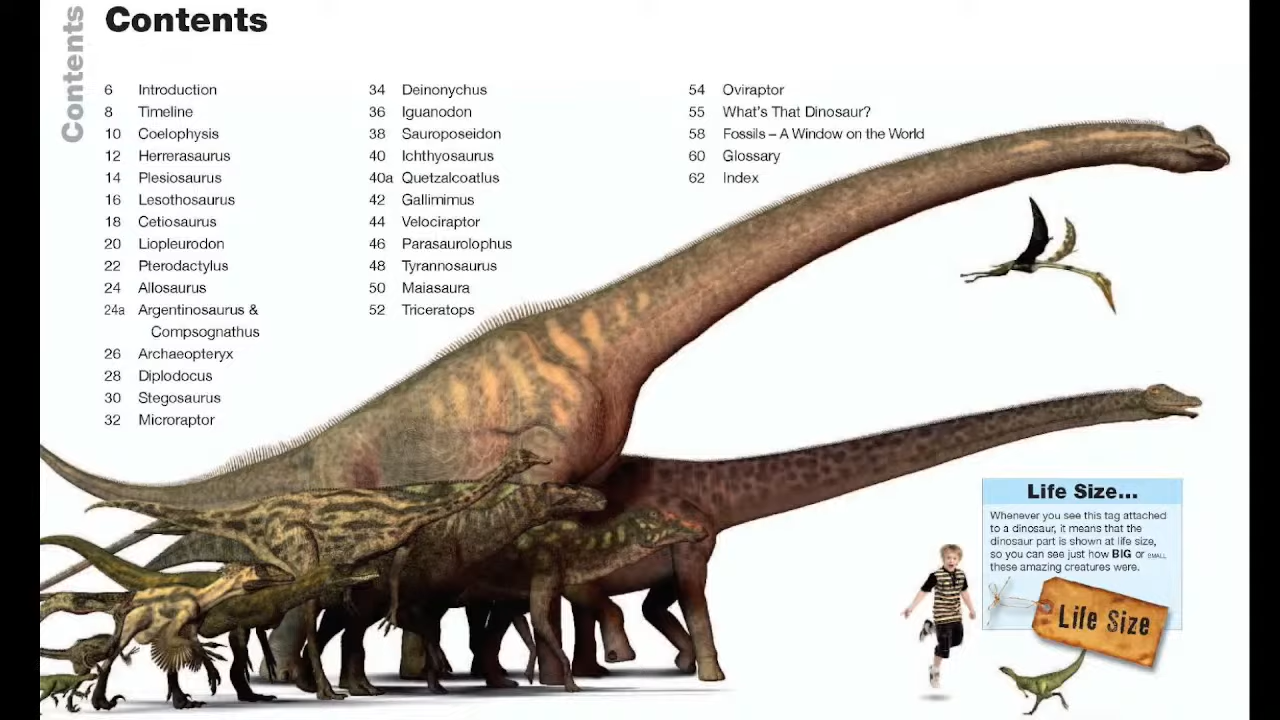 Contents
Contents
6 Introduction
8 Timeline
10 Coelophysis
12 Herrerasaurus
14 Plesiosaurus
16 Lesothosaurus
18 Cetiosaurus
20 Liopleurodon
22 Pterodactylus
24 Allosaurus
24a Argentinosaurus &
Compsognathus
26 Archaeopteryx
28 Diplodocus
30 Stegosaurus
32 Microraptor
34 Deinonychus
36 Iguanodon
38 Sauroposeidon
40 Ichthyosaurus
40a Quetzalcoatlus
42 Gallimimus
44 Velociraptor
46 Parasaurolophus
48 Tyrannosaurus
50 Maiasaura
52 Triceratops
54 Oviraptor
55 What's That Dinosaur?
58 Fossils – A Window on the World
60 Glossary
62 Index
Life Size...
Whenever you see this tag attached
to a dinosaur, it means that the
dinosaur part is shown at life size,
so you can see just how BIG or SMALL
these amazing creatures were.
Life Size